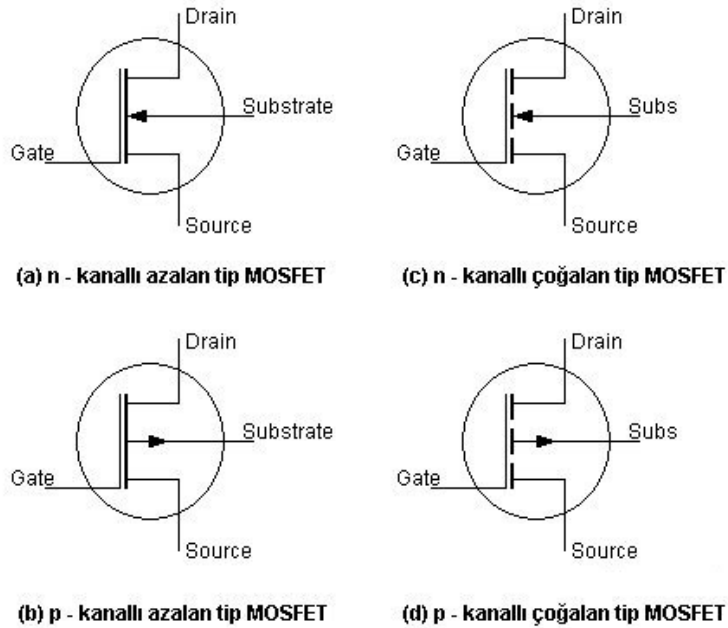 Drain
Substrate
Gate
Source
(a) n - kanallı azalan tip MOSFET
Drain
Subs
Gate
Source
(c) n - kanallı çoğalan tip MOSFET
Drain
Substrate
Gate
Source
(b) p - kanallı azalan tip MOSFET
Drain
Subs
Gate
Source
(d) p - kanallı çoğalan tip MOSFET